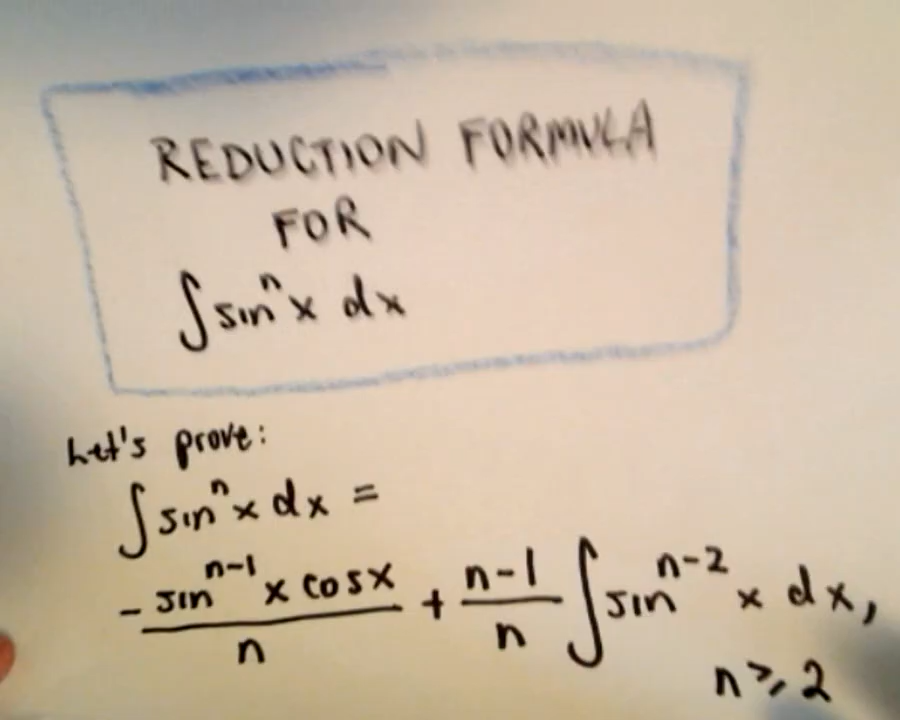 REDUCTION FORMULA
FOR
∫sinⁿx dx
Let's prove:
∫sinⁿx dx =
-sinⁿ⁻¹x cosx/n + n-1/n ∫sinⁿ⁻²x dx,
n ⩾ 2